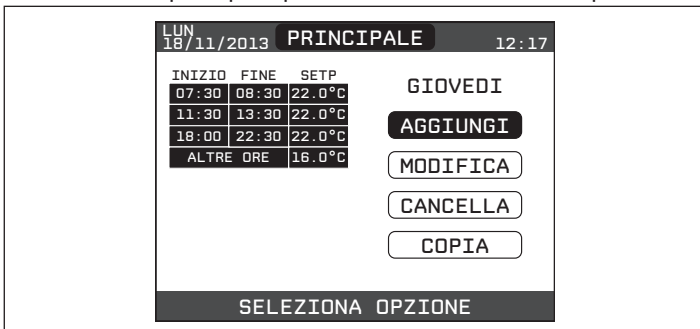 LUN
18/11/2013 PRINCIPALE 12:17
INIZIO FINE SETP
07:30 08:30 22.0°C
11:30 13:30 22.0°C
18:00 22:30 22.0°C
ALTRE ORE 16.0°C
GIOVEDI
AGGIUNGI
MODIFICA
CANCELLA
COPIA
SELEZIONA OPZIONE